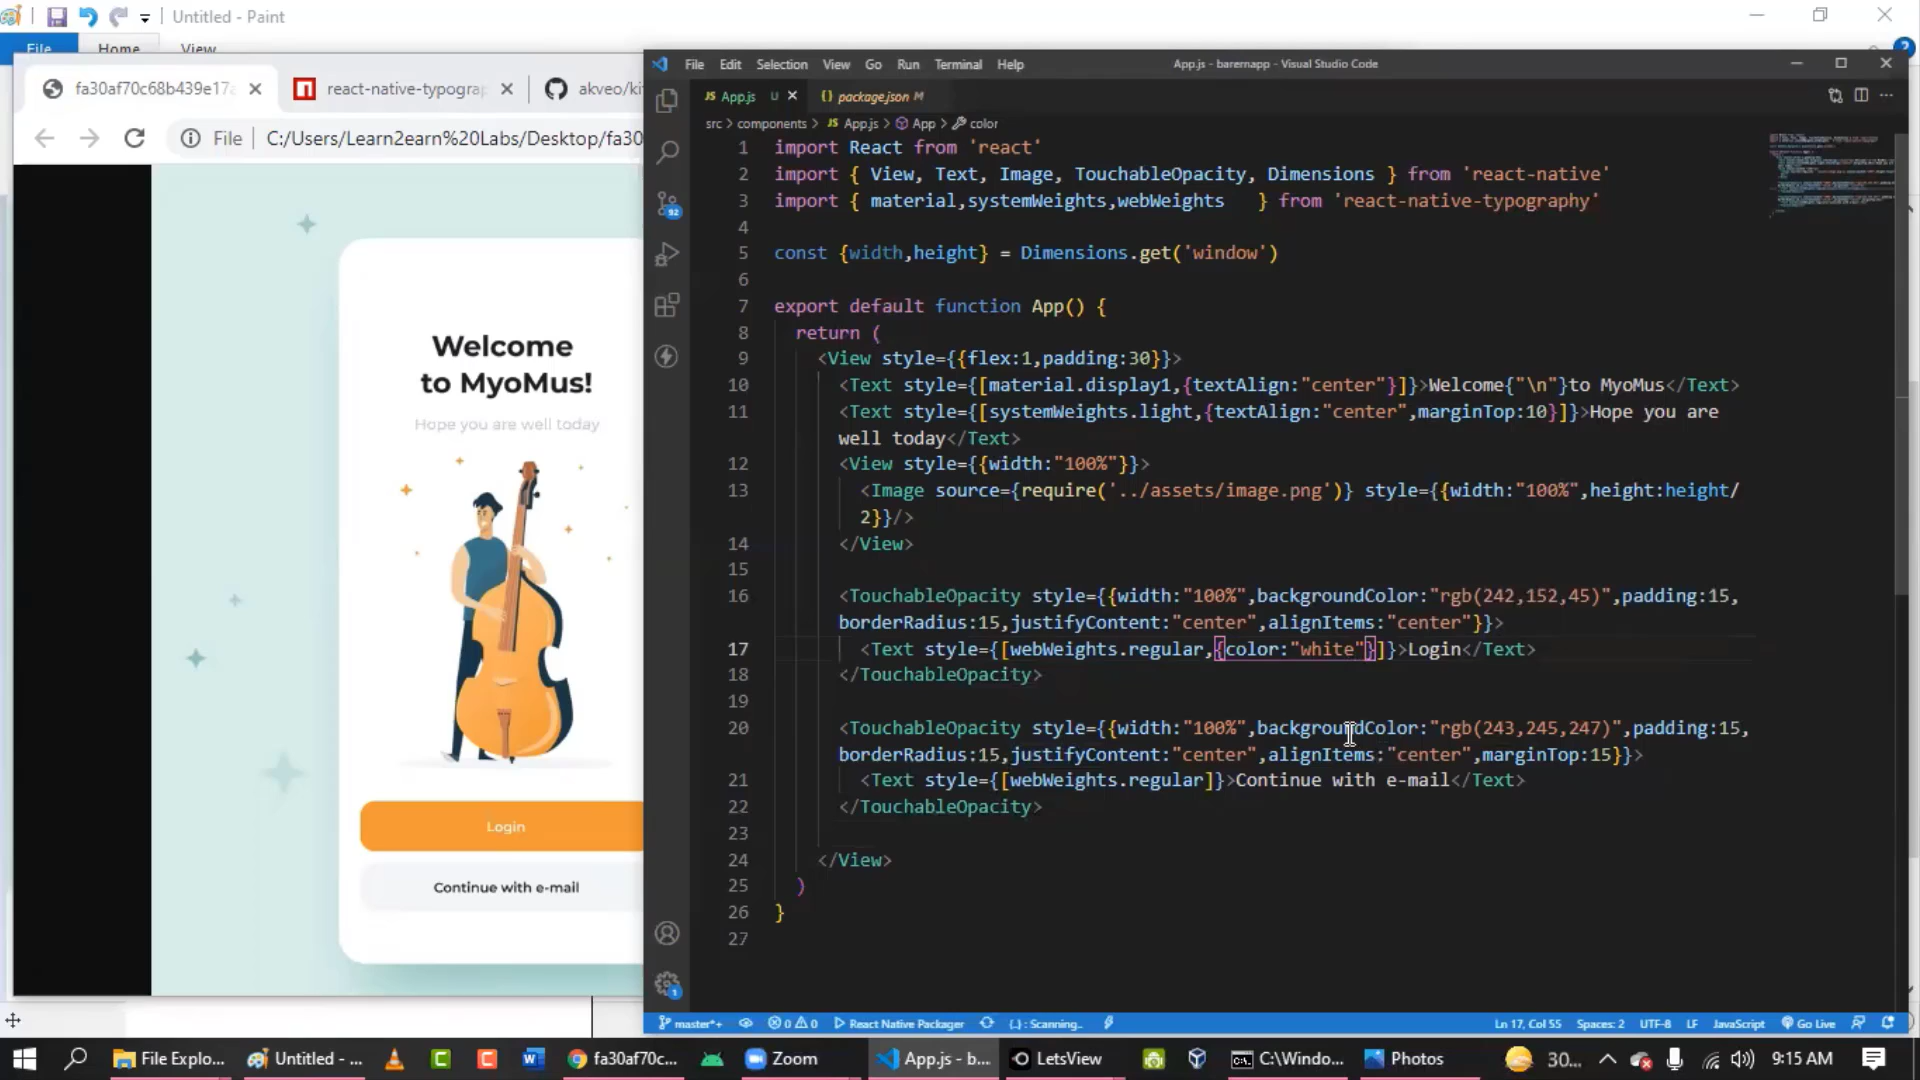 Untitled - Paint
File Home View
fa30af70c68b439e17
react-native-typogra
akveo/ki
File C:/Users/Learn2earn%20Labs/Desktop/fa30
Welcome
to MyoMus!
Hope you are well today
Login
Continue with e-mail
File Edit Selection View Go Run Terminal Help
App.js - barernapp - Visual Studio Code
JS App.js U
{} package.json M
src > components > JS App.js > App > color
1 import React from 'react'
2 import { View, Text, Image, TouchableOpacity, Dimensions } from 'react-native'
3 import { material,systemWeights,webWeights } from 'react-native-typography'
4
5 const {width,height} = Dimensions.get('window')
6
7 export default function App() {
8 return (
9 <View style={{flex:1,padding:30}}>
10 <Text style={[material.display1,{textAlign:"center"}]}>Welcome{"\n"}to MyoMus</Text>
11 <Text style={[systemWeights.light,{textAlign:"center",marginTop:10}]}>Hope you are
well today</Text>
12 <View style={{width:"100%"}}>
13 <Image source={require('../assets/image.png')} style={{width:"100%",height:height/
2}}/>
14 </View>
15
16 <TouchableOpacity style={{width:"100%",backgroundColor:"rgb(242,152,45)",padding:15,
borderRadius:15,justifyContent:"center",alignItems:"center"}}>
17 <Text style={[webWeights.regular,{color:"white"}]}>Login</Text>
18 </TouchableOpacity>
19
20 <TouchableOpacity style={{width:"100%",backgroundColor:"rgb(243,245,247)",padding:15,
borderRadius:15,justifyContent:"center",alignItems:"center",marginTop:15}}>
21 <Text style={[webWeights.regular]}>Continue with e-mail</Text>
22 </TouchableOpacity>
23
24 </View>
25 )
26 }
27
92
1
master*+ 0 0 React Native Packager {..} : Scanning.. Ln 17, Col 55 Spaces: 2 UTF-8 LF JavaScript Go Live
File Explo... Untitled - ... fa30af70c... Zoom App.js - b... LetsView C:\Windo... Photos 30... 9:15 AM